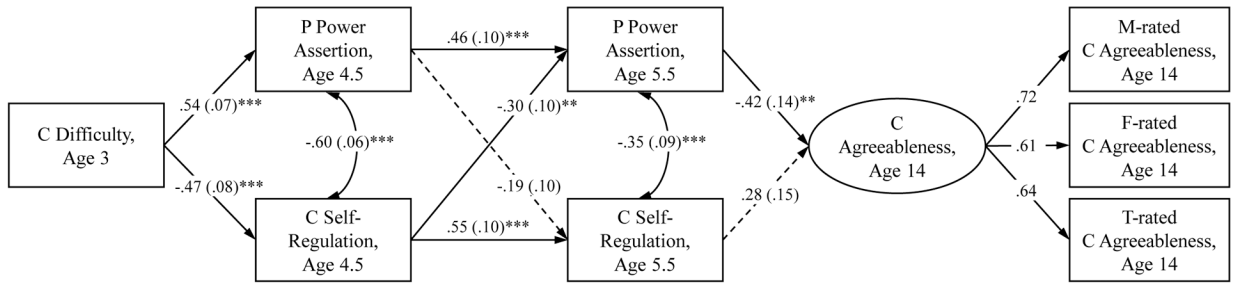 C Difficulty,
Age 3
.54 (.07)***
-.47 (.08)***
P Power
Assertion,
Age 4.5
-.60 (.06)***
C Self-
Regulation,
Age 4.5
.46 (.10)***
-.30 (.10)**
-.19 (.10)
.55 (.10)***
P Power
Assertion,
Age 5.5
-.35 (.09)***
C Self-
Regulation,
Age 5.5
-.42 (.14)**
.28 (.15)
C
Agreeableness,
Age 14
.72
.61
.64
M-rated
C Agreeableness,
Age 14
F-rated
C Agreeableness,
Age 14
T-rated
C Agreeableness,
Age 14